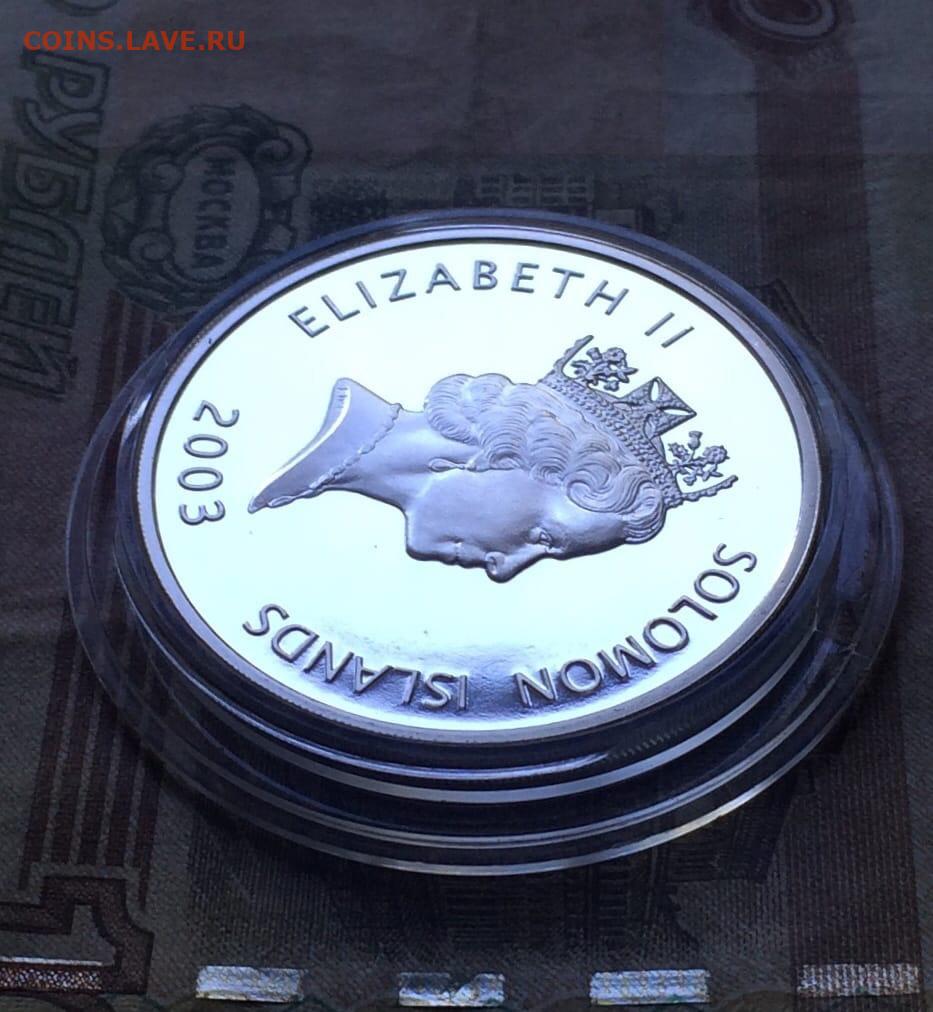 COINS.LAVE.RU
РУБЛЕЙ
МОСКВА
ELIZABETH II
2003
SOLOMON ISLANDS